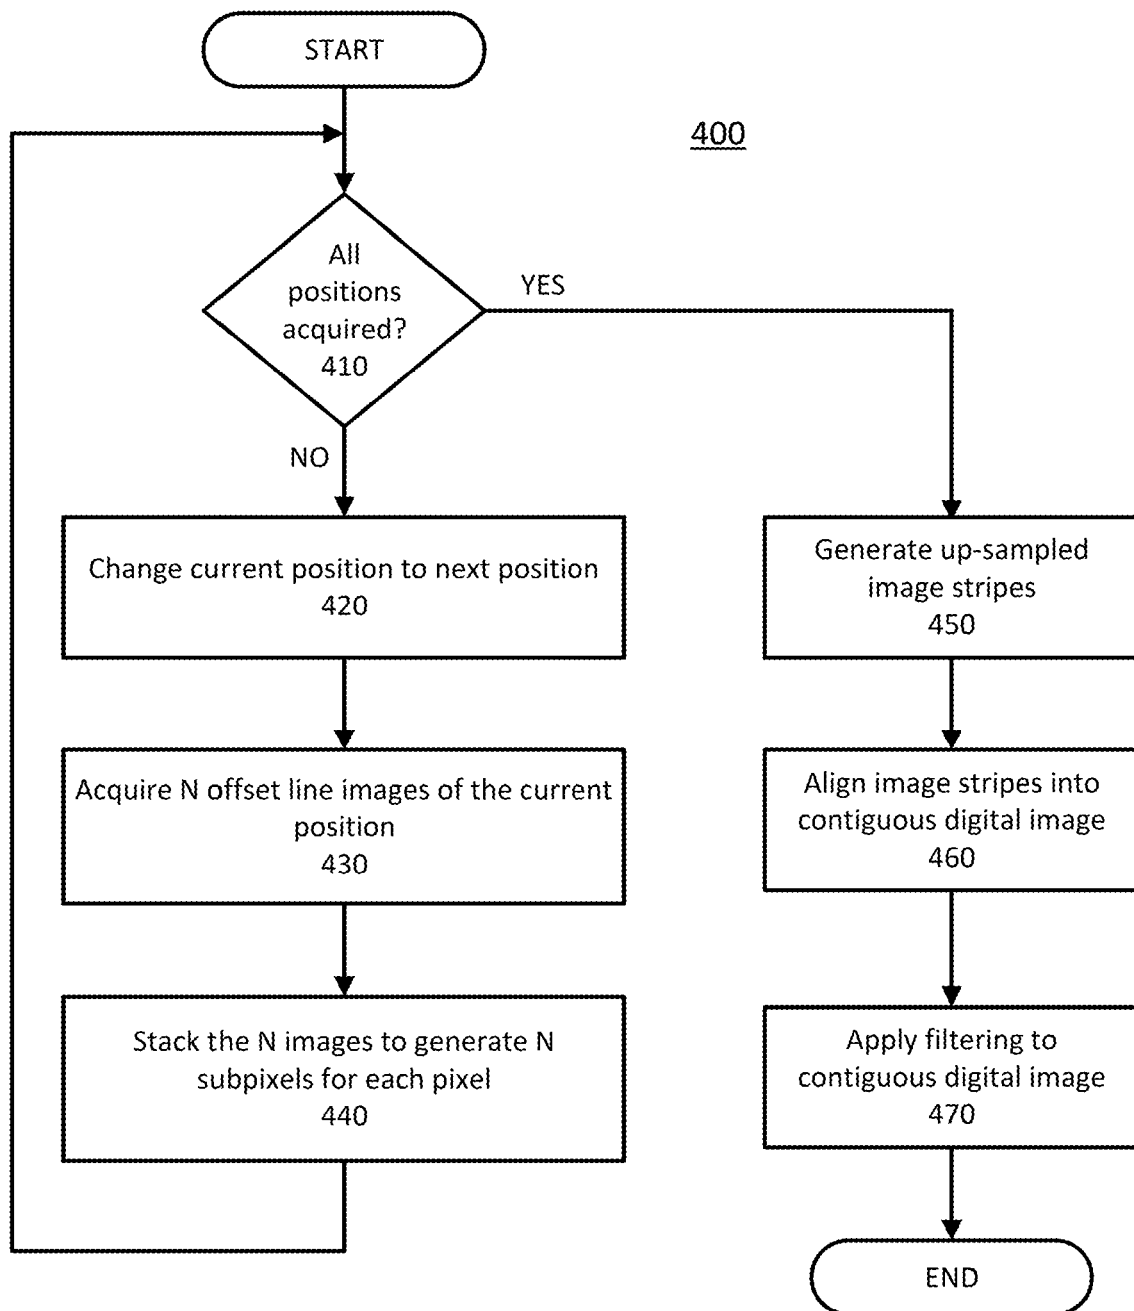 START
400
All
positions
acquired?
410
YES
NO
Change current position to next position
420
Acquire N offset line images of the current
position
430
Stack the N images to generate N
subpixels for each pixel
440
Generate up-sampled
image stripes
450
Align image stripes into
contiguous digital image
460
Apply filtering to
contiguous digital image
470
END